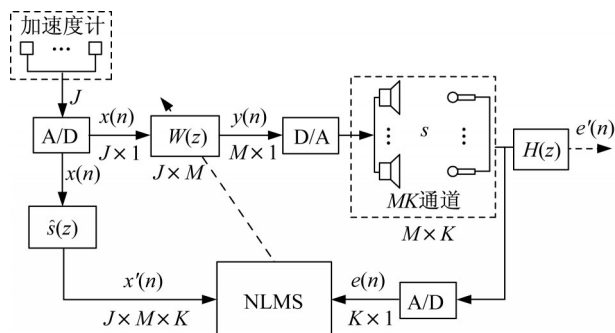 加速度计
...
J
A/D
x(n)
J×1
W(z)
J×M
y(n)
M×1
D/A
s
MK通道
M×K
H(z)
e′(n)
x(n)
ŝ(z)
x′(n)
J×M×K
NLMS
e(n)
K×1
A/D